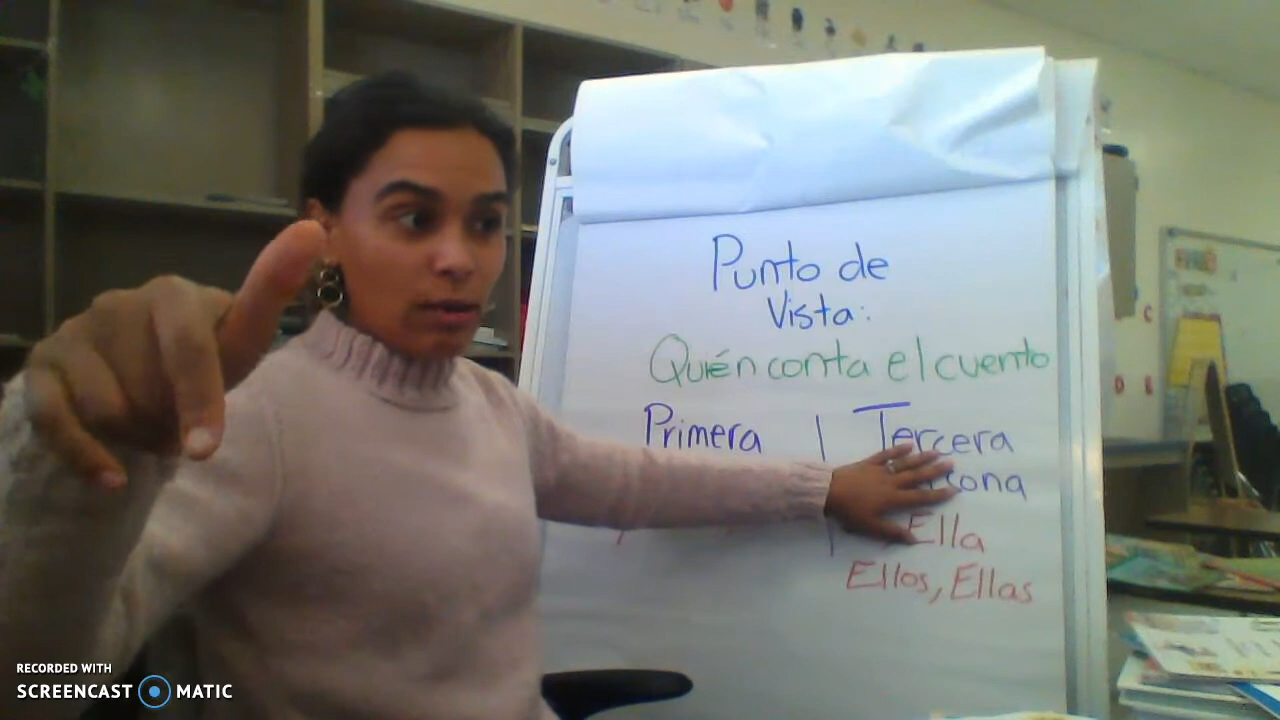 Punto de
Vista:
Quién conta el cuento
Primera | Tercera
Ella
Ellos, Ellas
RECORDED WITH
SCREENCAST MATIC